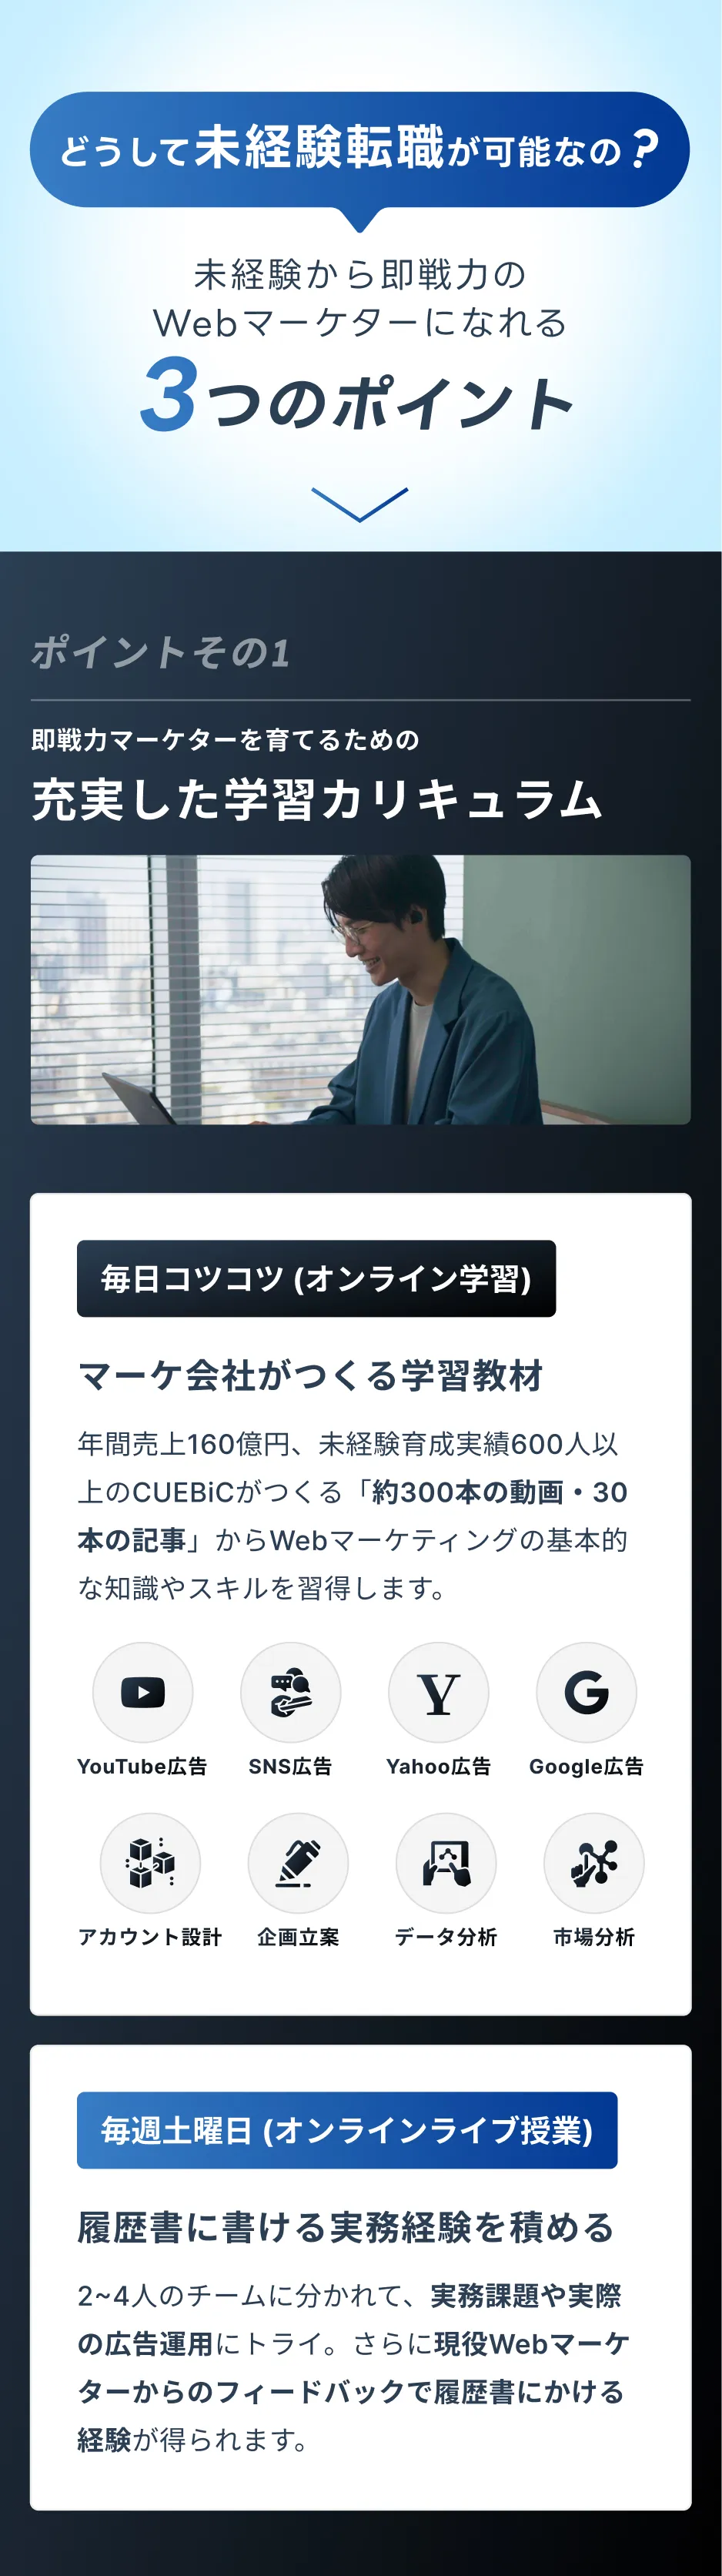 どうして未経験転職が可能なの?
未経験から即戦力の
Webマーケターになれる
3つのポイント
ポイントその1
即戦力マーケターを育てるための
充実した学習カリキュラム
毎日コツコツ (オンライン学習)
マーケ会社がつくる学習教材
年間売上160億円、未経験育成実績600人以
上のCUEBiCがつくる「約300本の動画・30
本の記事」からWebマーケティングの基本的
な知識やスキルを習得します。
Y
G
YouTube広告 SNS広告 Yahoo広告 Google広告
アカウント設計 企画立案 データ分析 市場分析
毎週土曜日 (オンラインライブ授業)
履歴書に書ける実務経験を積める
2~4人のチームに分かれて、実務課題や実際
の広告運用にトライ。さらに現役Webマーケ
ターからのフィードバックで履歴書にかける
経験が得られます。